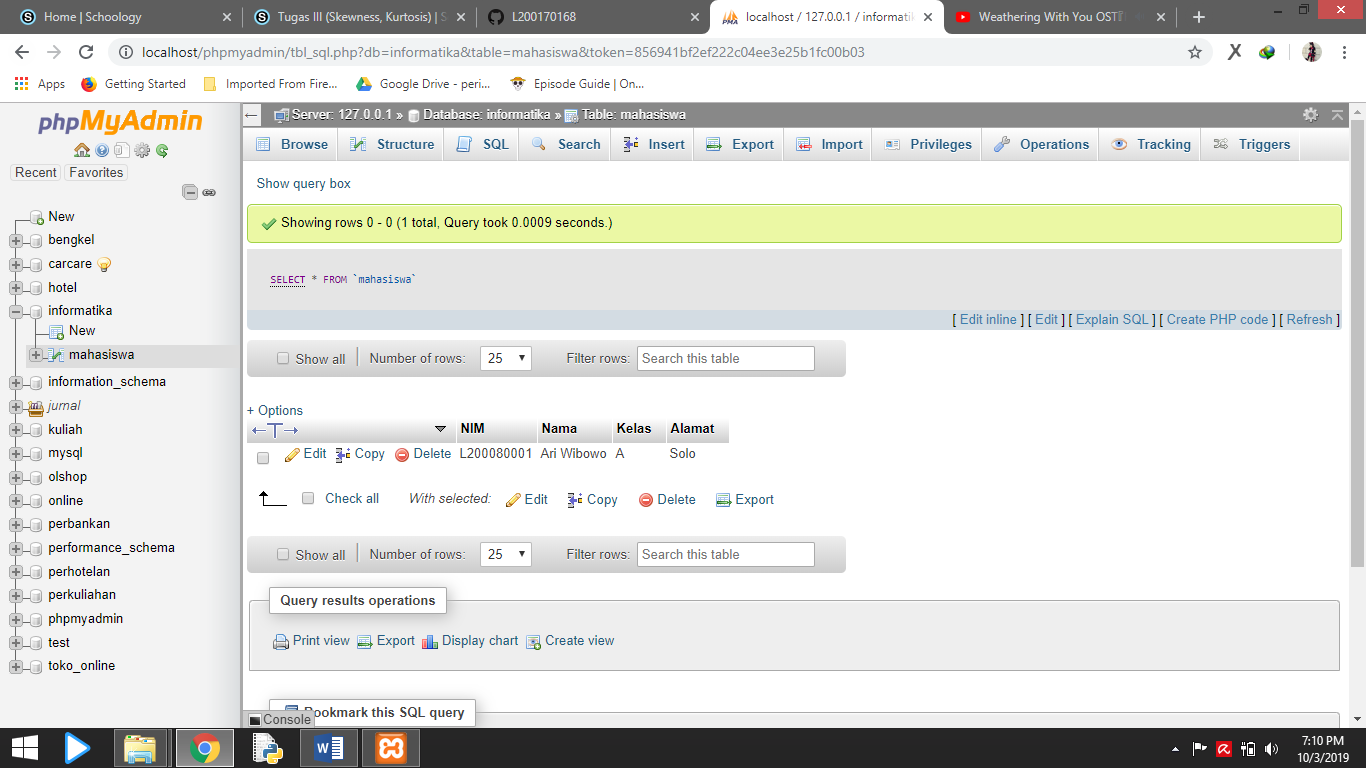 Home | Schoology
Tugas III (Skewness, Kurtosis) | S
L200170168
localhost / 127.0.0.1 / informati
Weathering With You OST
localhost/phpmyadmin/tbl_sql.php?db=informatika&table=mahasiswa&token=856941bf2ef222c04ee3e25b1fc00b03
Apps
Getting Started
Imported From Fire...
Google Drive - peri...
Episode Guide | On...
phpMyAdmin
Recent
Favorites
New
bengkel
carcare
hotel
informatika
New
mahasiswa
information_schema
jurnal
kuliah
mysql
olshop
online
perbankan
performance_schema
perhotelan
perkuliahan
phpmyadmin
test
toko_online
Server: 127.0.0.1 » Database: informatika » Table: mahasiswa
Browse Structure SQL Search Insert Export Import Privileges Operations Tracking Triggers
Show query box
Showing rows 0 - 0 (1 total, Query took 0.0009 seconds.)
SELECT * FROM `mahasiswa`
[ Edit inline ] [ Edit ] [ Explain SQL ] [ Create PHP code ] [ Refresh ]
Show all | Number of rows: 25 Filter rows: Search this table
+ Options
←T→ NIM Nama Kelas Alamat
Edit Copy Delete L200080001 Ari Wibowo A Solo
Check all With selected: Edit Copy Delete Export
Show all | Number of rows: 25 Filter rows: Search this table
Query results operations
Print view Export Display chart Create view
Bookmark this SQL query
Console
7:10 PM
10/3/2019